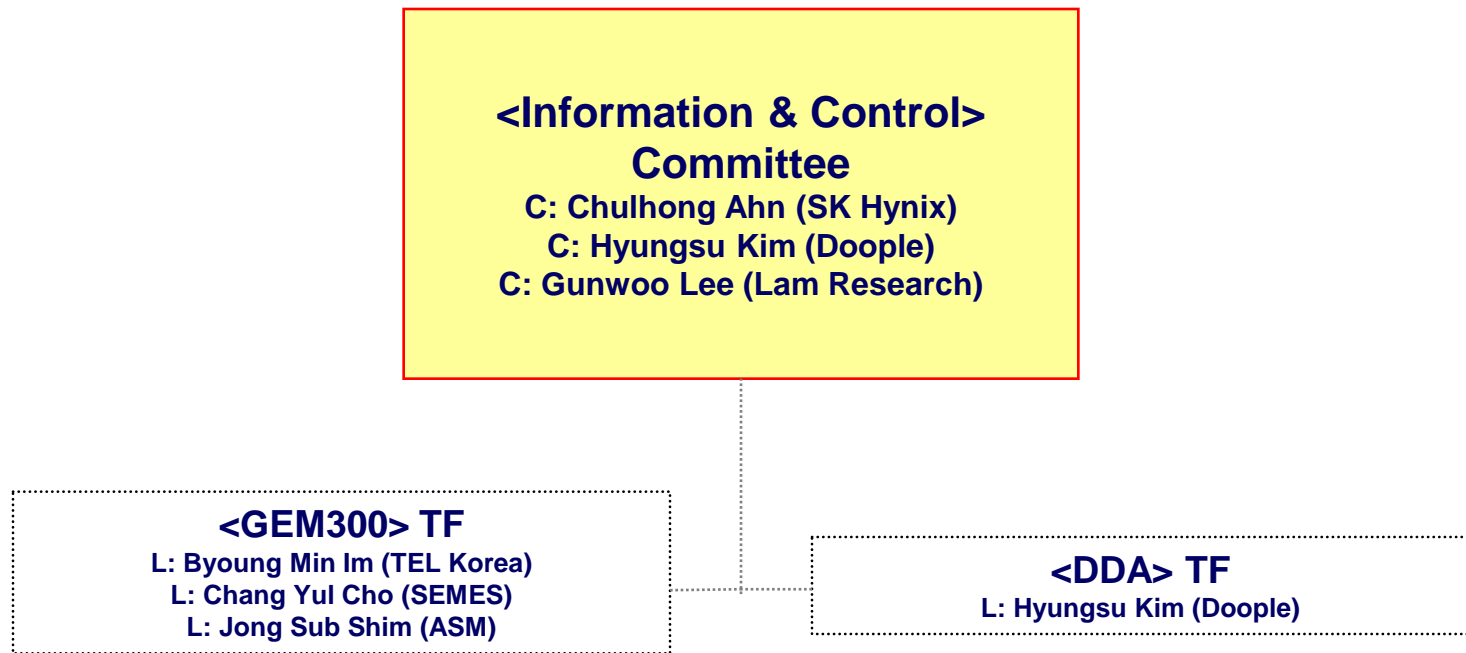 <Information & Control>
Committee
C: Chulhong Ahn (SK Hynix)
C: Hyungsu Kim (Doople)
C: Gunwoo Lee (Lam Research)
<GEM300> TF
L: Byoung Min Im (TEL Korea)
L: Chang Yul Cho (SEMES)
L: Jong Sub Shim (ASM)
<DDA> TF
L: Hyungsu Kim (Doople)